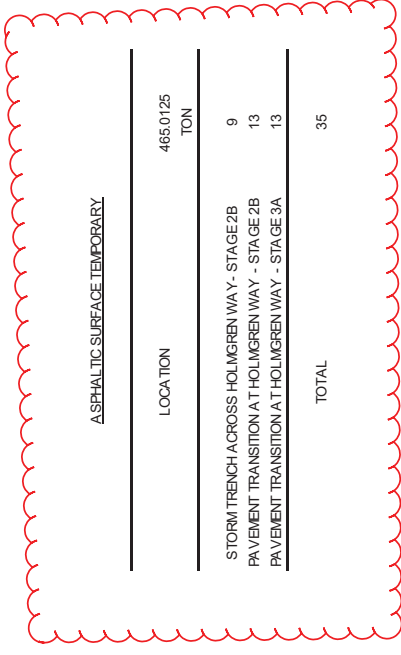 ASPHALTIC SURFACE TEMPORARY
465.0125
LOCATION TON
STORM TRENCH ACROSS HOLMGREN WAY - STAGE 2B 9
PAVEMENT TRANSITION AT HOLMGREN WAY - STAGE 2B 13
PAVEMENT TRANSITION AT HOLMGREN WAY - STAGE 3A 13
TOTAL 35